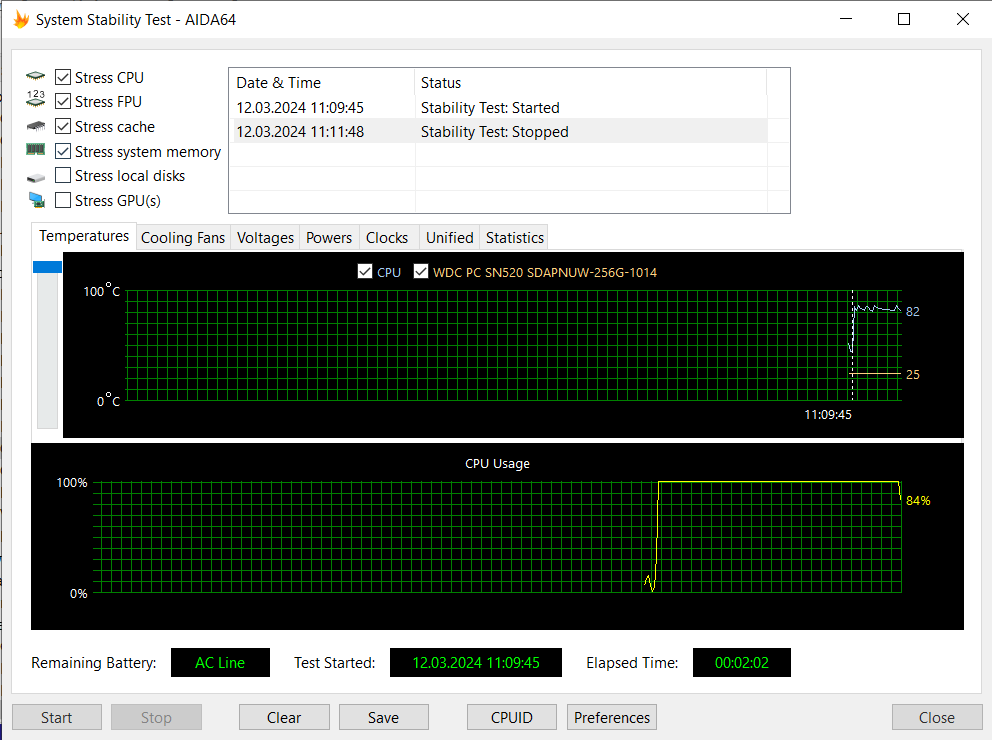 System Stability Test - AIDA64
Stress CPU
123
Stress FPU
Stress cache
Stress system memory
Stress local disks
Stress GPU(s)
Date & Time Status
12.03.2024 11:09:45 Stability Test: Started
12.03.2024 11:11:48 Stability Test: Stopped
Temperatures Cooling Fans Voltages Powers Clocks Unified Statistics
CPU WDC PC SN520 SDAPNUW-256G-1014
100°C
82
25
0°C
11:09:45
CPU Usage
100%
84%
0%
Remaining Battery: AC Line Test Started: 12.03.2024 11:09:45 Elapsed Time: 00:02:02
Start Stop Clear Save CPUID Preferences Close